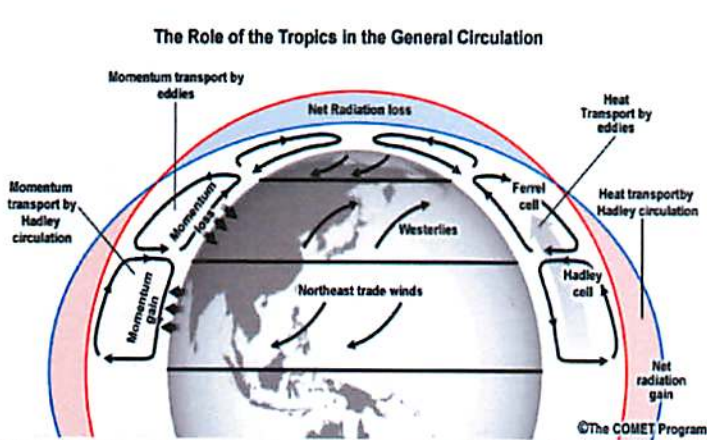 The Role of the Tropics in the General Circulation
Momentum transport by
eddies
Net Radiation loss
Heat
Transport by
eddies
Momentum
transport by
Hadley
circulation
Momentum
loss
Ferrel
cell
Heat transportby
Hadley circulation
Westerlies
Momentum
gain
Northeast trade winds
Hadley
cell
Net
radiation
gain
©The COMET Program